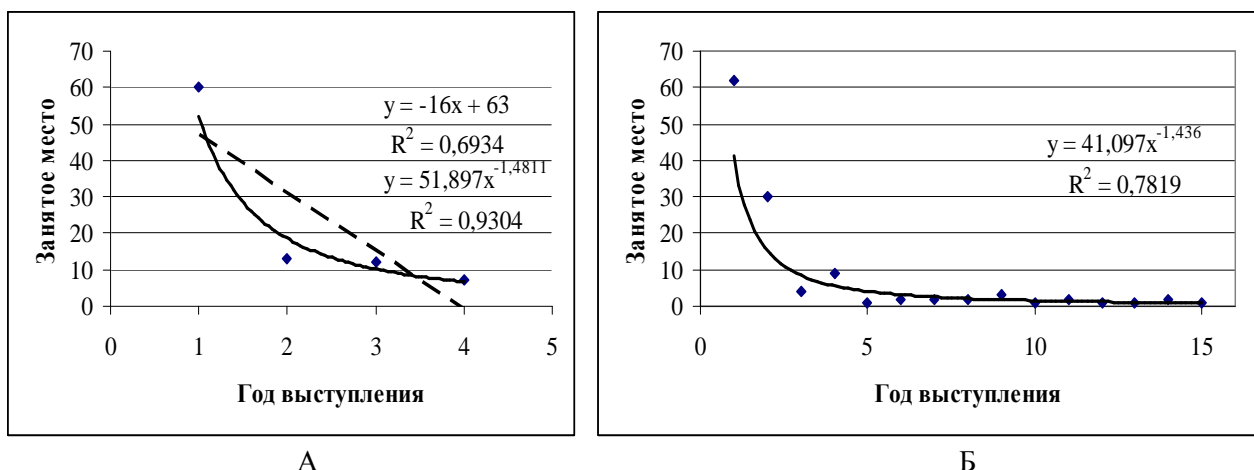 70
60
50
40
30
20
10
0
Занятое место
y = -16x + 63
R² = 0,6934
y = 51,897x^-1,4811
R² = 0,9304
0 1 2 3 4 5
Год выступления
А
70
60
50
40
30
20
10
0
Занятое место
y = 41,097x^-1,436
R² = 0,7819
0 5 10 15
Год выступления
Б